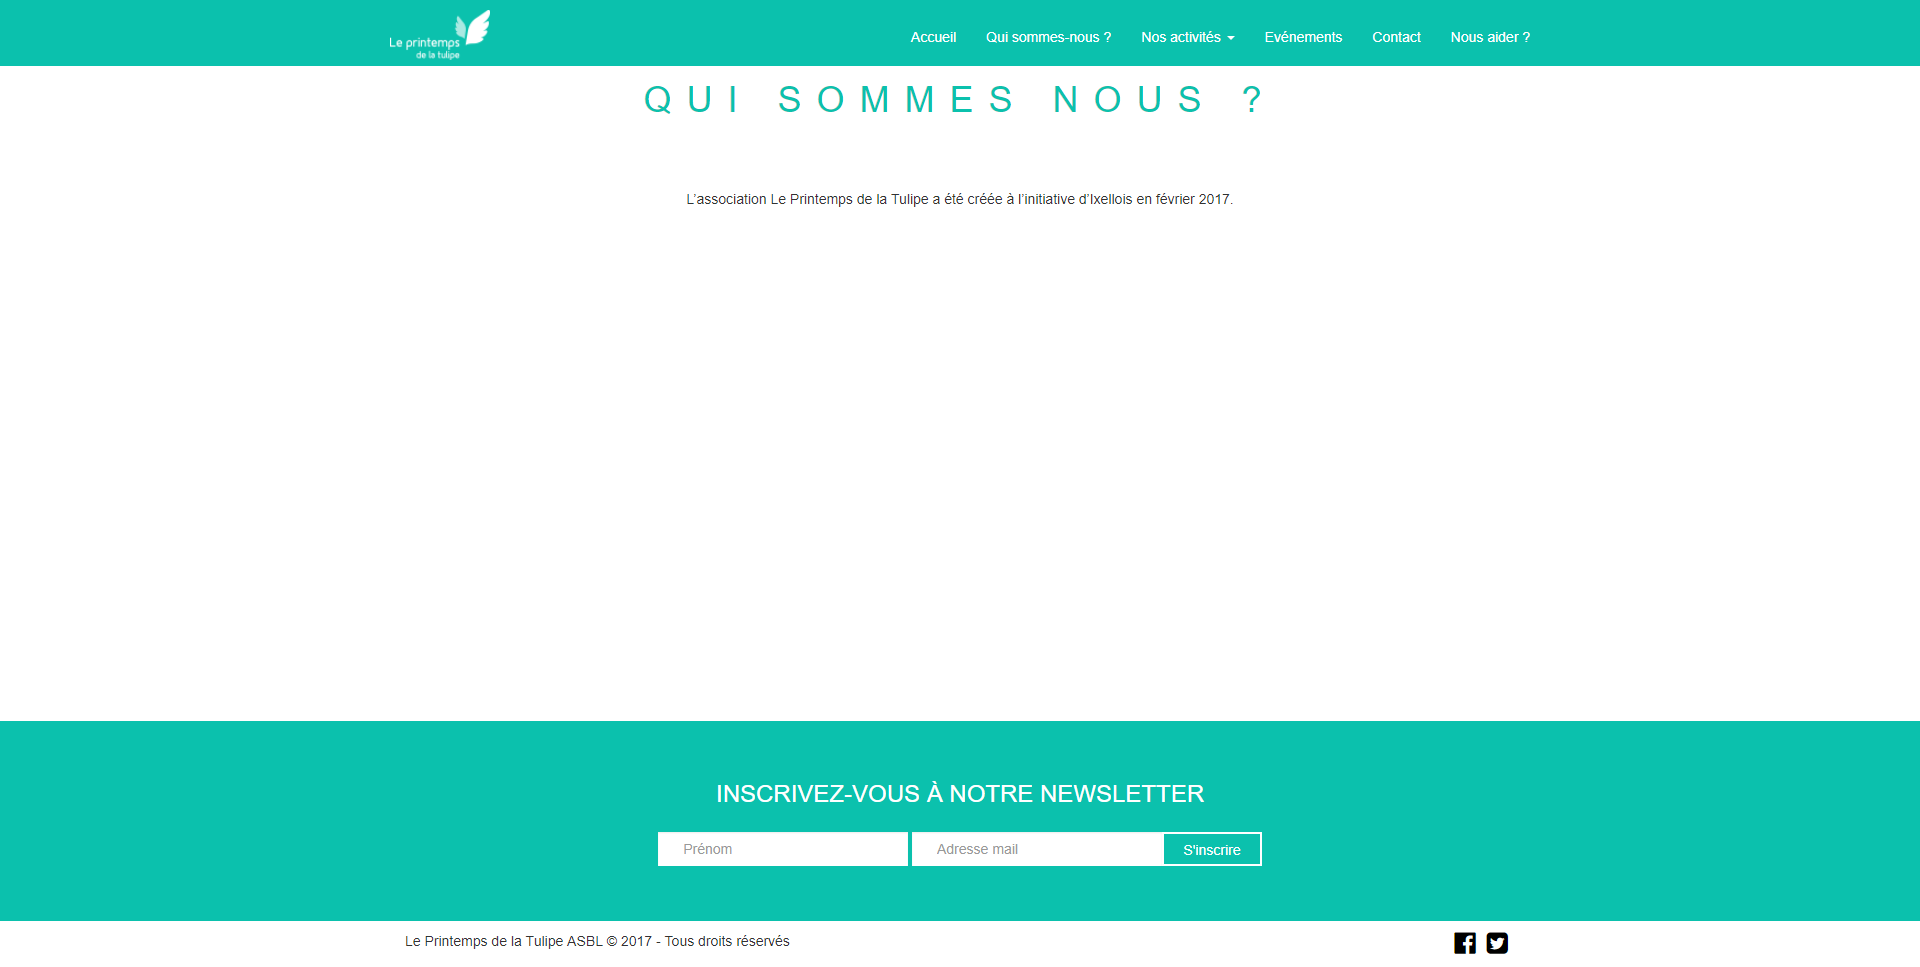 Le printemps
de la tulipe
Accueil Qui sommes-nous ? Nos activités Evénements Contact Nous aider ?
QUI SOMMES NOUS ?
L’association Le Printemps de la Tulipe a été créée à l’initiative d’Ixellois en février 2017.
INSCRIVEZ-VOUS À NOTRE NEWSLETTER
Prénom Adresse mail S'inscrire
Le Printemps de la Tulipe ASBL © 2017 - Tous droits réservés